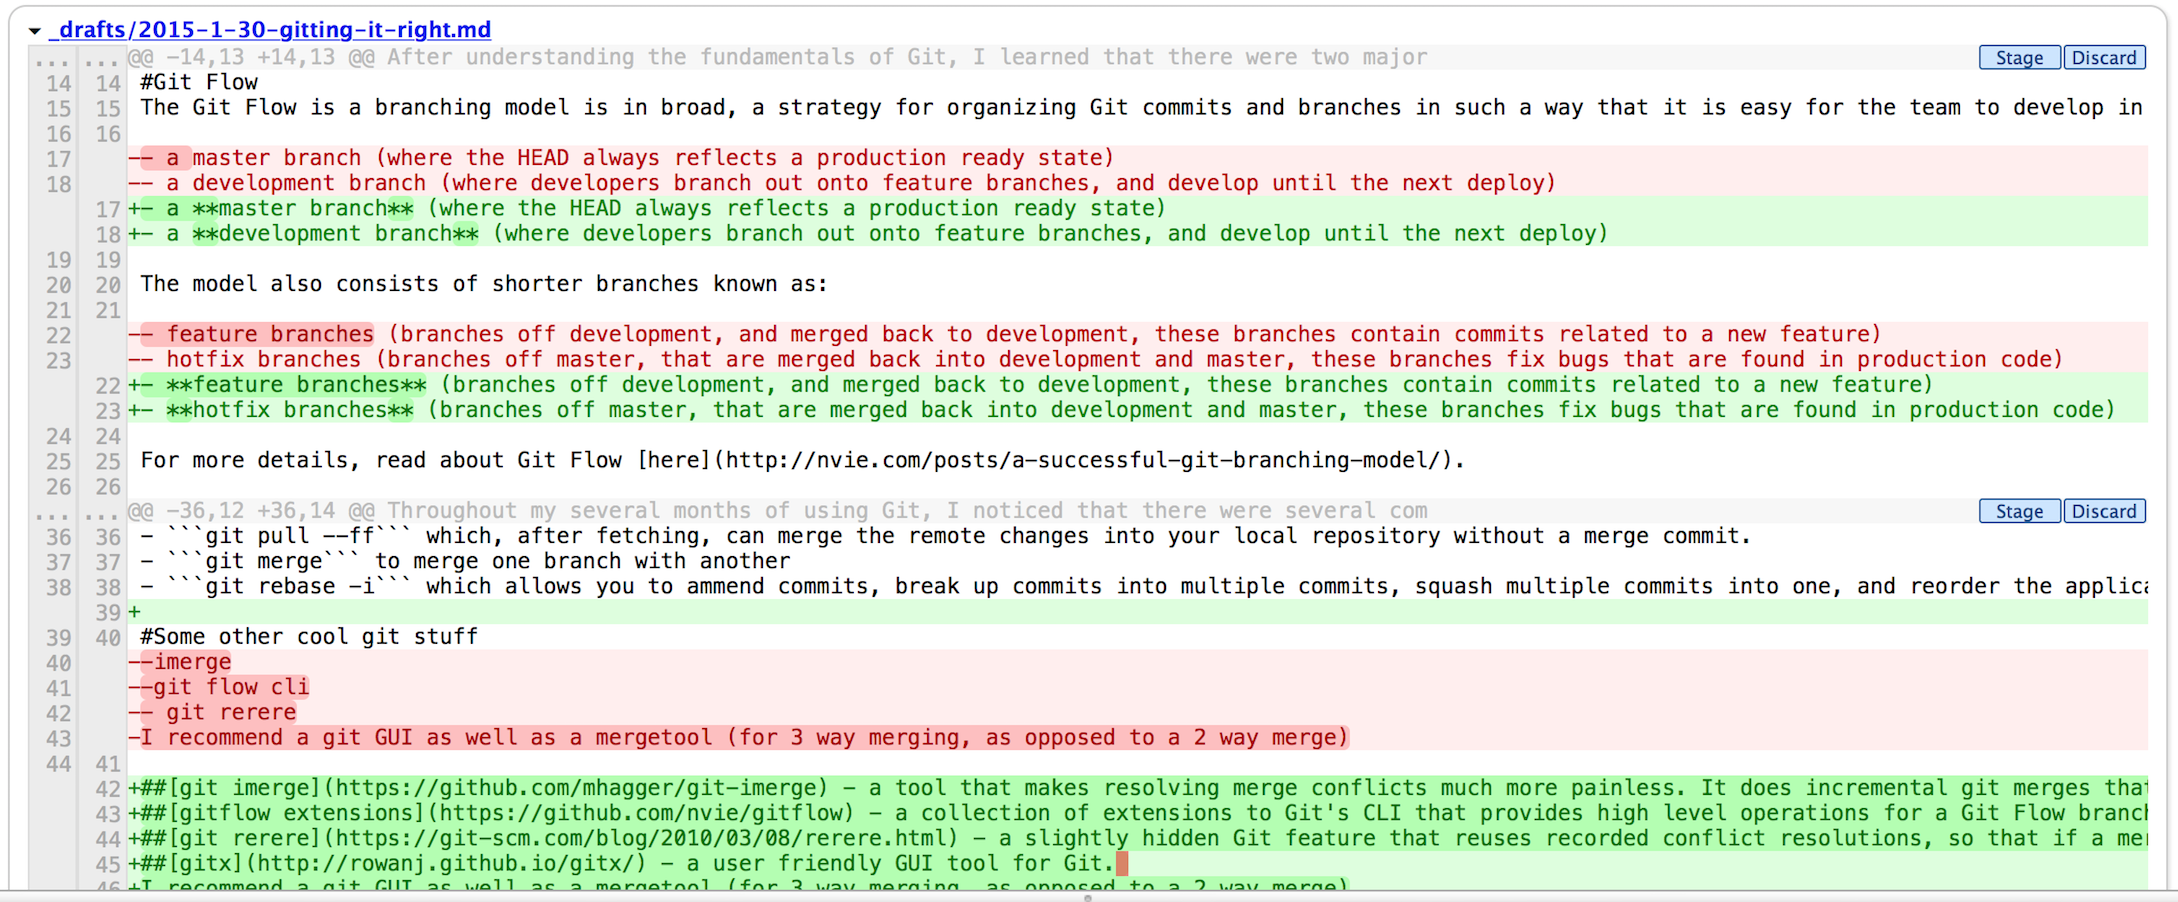 _drafts/2015-1-30-gitting-it-right.md
... ... @@ -14,13 +14,13 @@ After understanding the fundamentals of Git, I learned that there were two major Stage Discard
14 14 #Git Flow
15 15 The Git Flow is a branching model is in broad, a strategy for organizing Git commits and branches in such a way that it is easy for the team to develop in
16 16
17 -- a master branch (where the HEAD always reflects a production ready state)
18 -- a development branch (where developers branch out onto feature branches, and develop until the next deploy)
17 +- a **master branch** (where the HEAD always reflects a production ready state)
18 +- a **development branch** (where developers branch out onto feature branches, and develop until the next deploy)
19 19
20 20 The model also consists of shorter branches known as:
21 21
22 -- feature branches (branches off development, and merged back to development, these branches contain commits related to a new feature)
23 -- hotfix branches (branches off master, that are merged back into development and master, these branches fix bugs that are found in production code)
22 +- **feature branches** (branches off development, and merged back to development, these branches contain commits related to a new feature)
23 +- **hotfix branches** (branches off master, that are merged back into development and master, these branches fix bugs that are found in production code)
24 24
25 25 For more details, read about Git Flow [here](http://nvie.com/posts/a-successful-git-branching-model/).
26 26
... ... @@ -36,12 +36,14 @@ Throughout my several months of using Git, I noticed that there were several com Stage Discard
36 36 - ```git pull --ff``` which, after fetching, can merge the remote changes into your local repository without a merge commit.
37 37 - ```git merge``` to merge one branch with another
38 38 - ```git rebase -i``` which allows you to ammend commits, break up commits into multiple commits, squash multiple commits into one, and reorder the applica
39 +
39 40 #Some other cool git stuff
40 --imerge
41 --git flow cli
42 -- git rerere
43 -I recommend a git GUI as well as a mergetool (for 3 way merging, as opposed to a 2 way merge)
44 41
42 +##[git imerge](https://github.com/mhagger/git-imerge) - a tool that makes resolving merge conflicts much more painless. It does incremental git merges that
43 +##[gitflow extensions](https://github.com/nvie/gitflow) - a collection of extensions to Git's CLI that provides high level operations for a Git Flow branch
44 +##[git rerere](https://git-scm.com/blog/2010/03/08/rerere.html) - a slightly hidden Git feature that reuses recorded conflict resolutions, so that if a mer
45 +##[gitx](http://rowanj.github.io/gitx/) - a user friendly GUI tool for Git.
46 +I recommend a git GUI as well as a mergetool (for 3 way merging, as opposed to a 2 way merge)